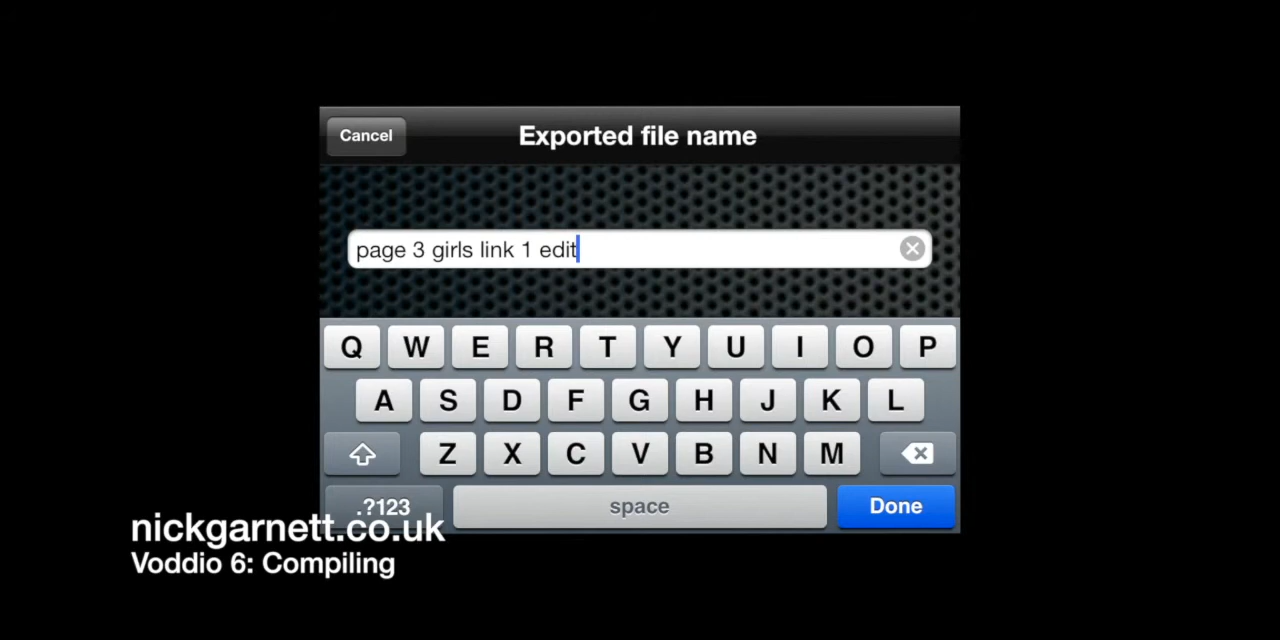 Cancel
Exported file name
page 3 girls link 1 edit
Q W E R T Y U I O P
A S D F G H J K L
Z X C V B N M
.?123 space Done
nickgarnett.co.uk
Voddio 6: Compiling